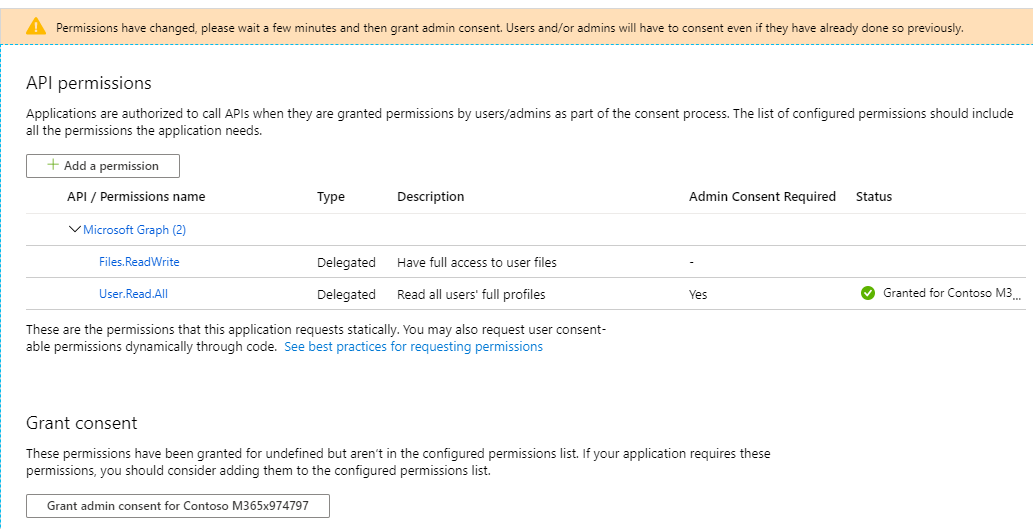 Permissions have changed, please wait a few minutes and then grant admin consent. Users and/or admins will have to consent even if they have already done so previously.
API permissions
Applications are authorized to call APIs when they are granted permissions by users/admins as part of the consent process. The list of configured permissions should include
all the permissions the application needs.
+ Add a permission
API / Permissions name Type Description Admin Consent Required Status
Microsoft Graph (2)
Files.ReadWrite Delegated Have full access to user files -
User.Read.All Delegated Read all users' full profiles Yes Granted for Contoso M3...
These are the permissions that this application requests statically. You may also request user consent-
able permissions dynamically through code. See best practices for requesting permissions
Grant consent
These permissions have been granted for undefined but aren't in the configured permissions list. If your application requires these
permissions, you should consider adding them to the configured permissions list.
Grant admin consent for Contoso M365x974797